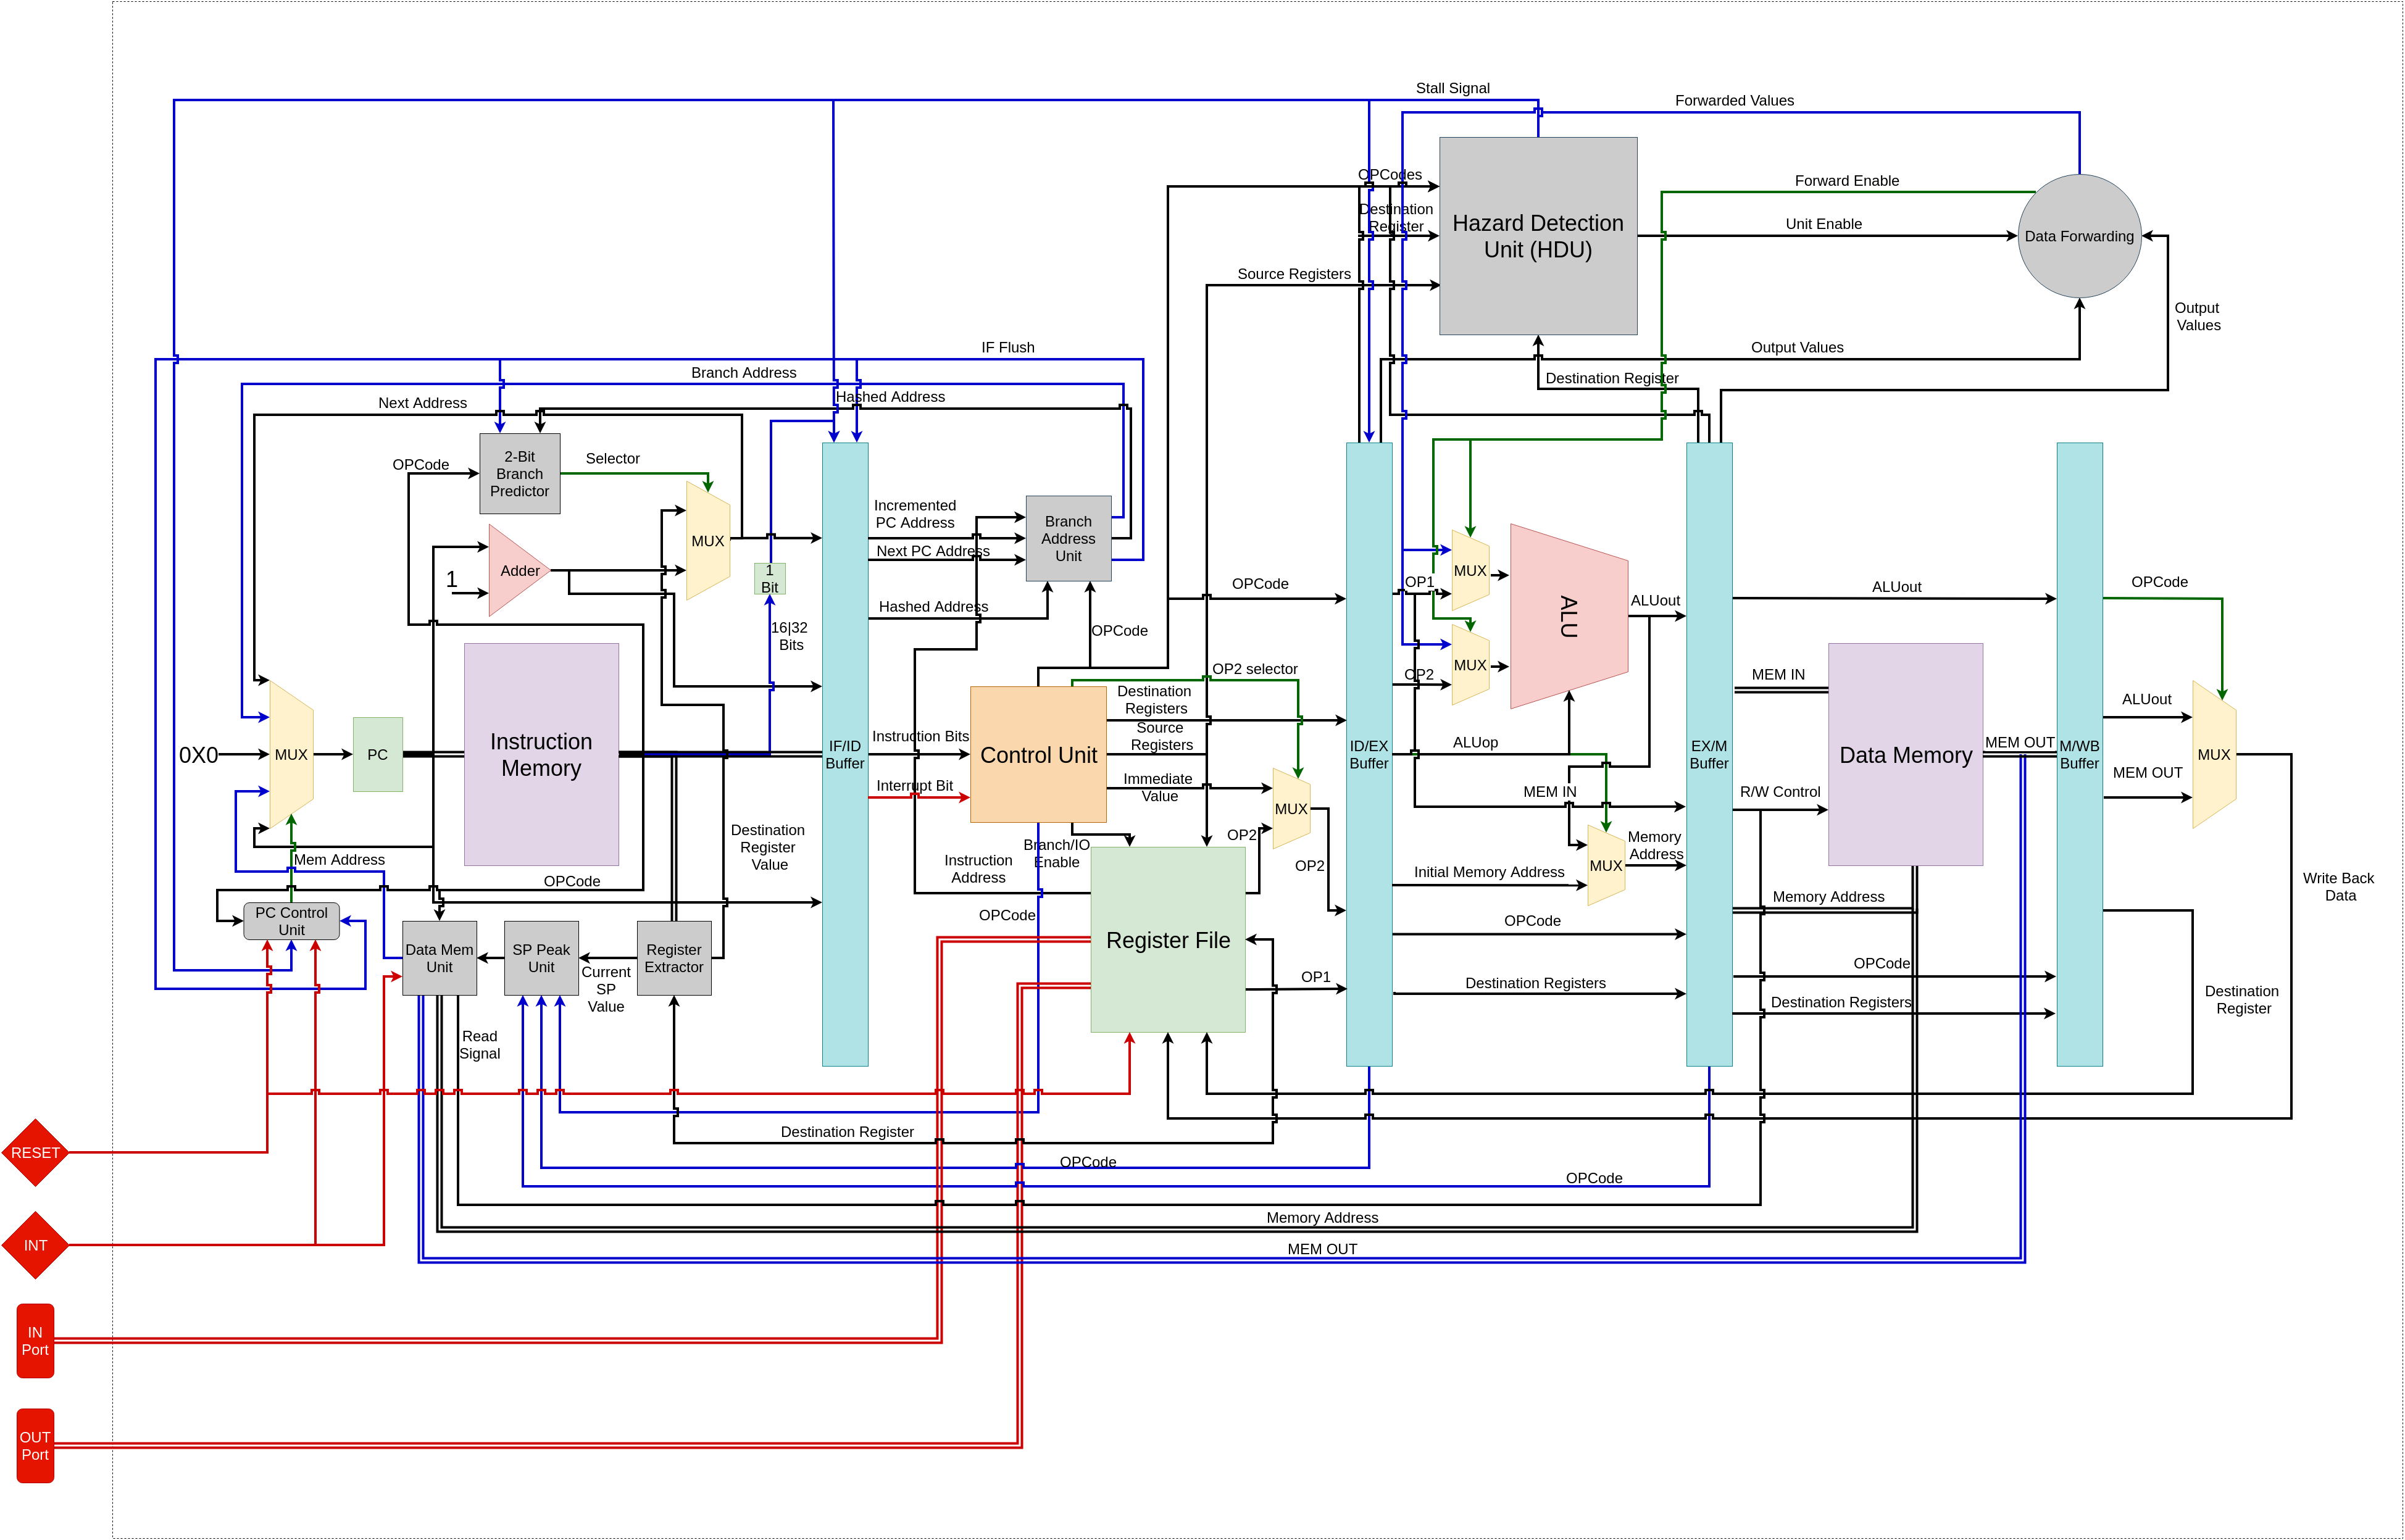 Stall Signal
Forwarded Values
OPCodes
Forward Enable
Destination
Register
Hazard Detection
Unit (HDU)
Unit Enable
Data Forwarding
Source Registers
Output
Values
IF Flush
Output Values
Branch Address
Destination Register
Next Address
Hashed Address
OPCode
2-Bit
Branch
Predictor
Selector
Incremented
PC Address
Branch
Address
Unit
MUX
Next PC Address
Adder
1
1
Bit
MUX
OP1
OPCode
ALU
ALUout
ALUout
OPCode
Hashed Address
16|32
Bits
OPCode
OP2 selector
MUX
OP2
MEM IN
Destination
Registers
ALUout
Instruction
Memory
0X0
MUX
PC
IF/ID
Buffer
Instruction Bits
Control Unit
Source
Registers
ID/EX
Buffer
ALUop
EX/M
Buffer
Data Memory
MEM OUT
M/WB
Buffer
MUX
MEM OUT
Interrupt Bit
Immediate
Value
MUX
MEM IN
R/W Control
Destination
Register
Value
OP2
Branch/IO
Enable
Memory
Address
MUX
Mem Address
Instruction
Address
OP2
Initial Memory Address
OPCode
Write Back
Data
PC Control
Unit
OPCode
OPCode
Memory Address
Data Mem
Unit
SP Peak
Unit
Register
Extractor
Register File
Current
SP
Value
OP1
Destination Registers
OPCode
Destination
Register
Destination Registers
Read
Signal
RESET
Destination Register
OPCode
OPCode
INT
Memory Address
MEM OUT
IN
Port
OUT
Port